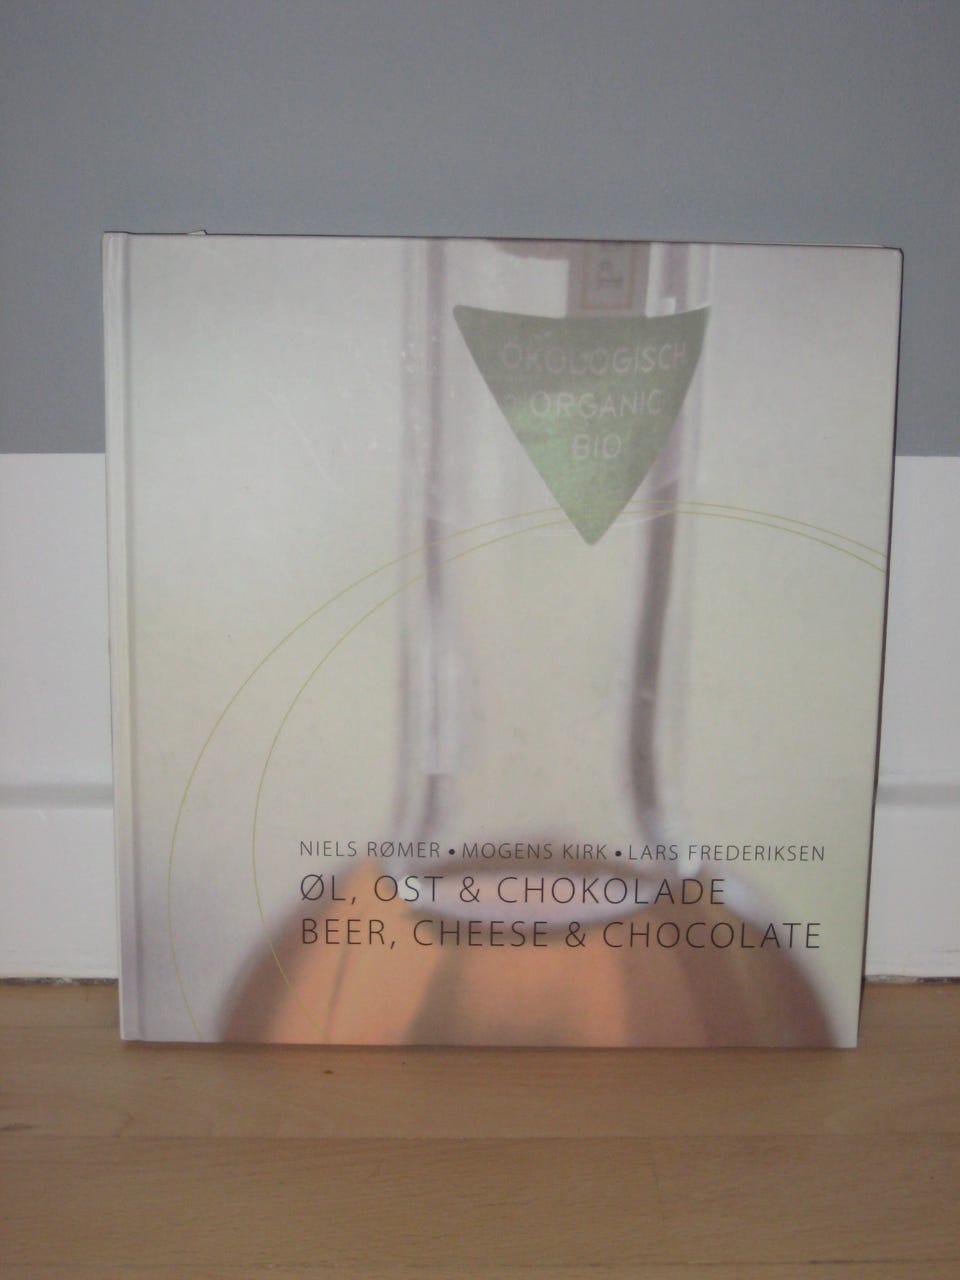 ÖKOLOGISCH
ORGANIC
BIO
NIELS RØMER • MOGENS KIRK • LARS FREDERIKSEN
ØL, OST & CHOKOLADE
BEER, CHEESE & CHOCOLATE